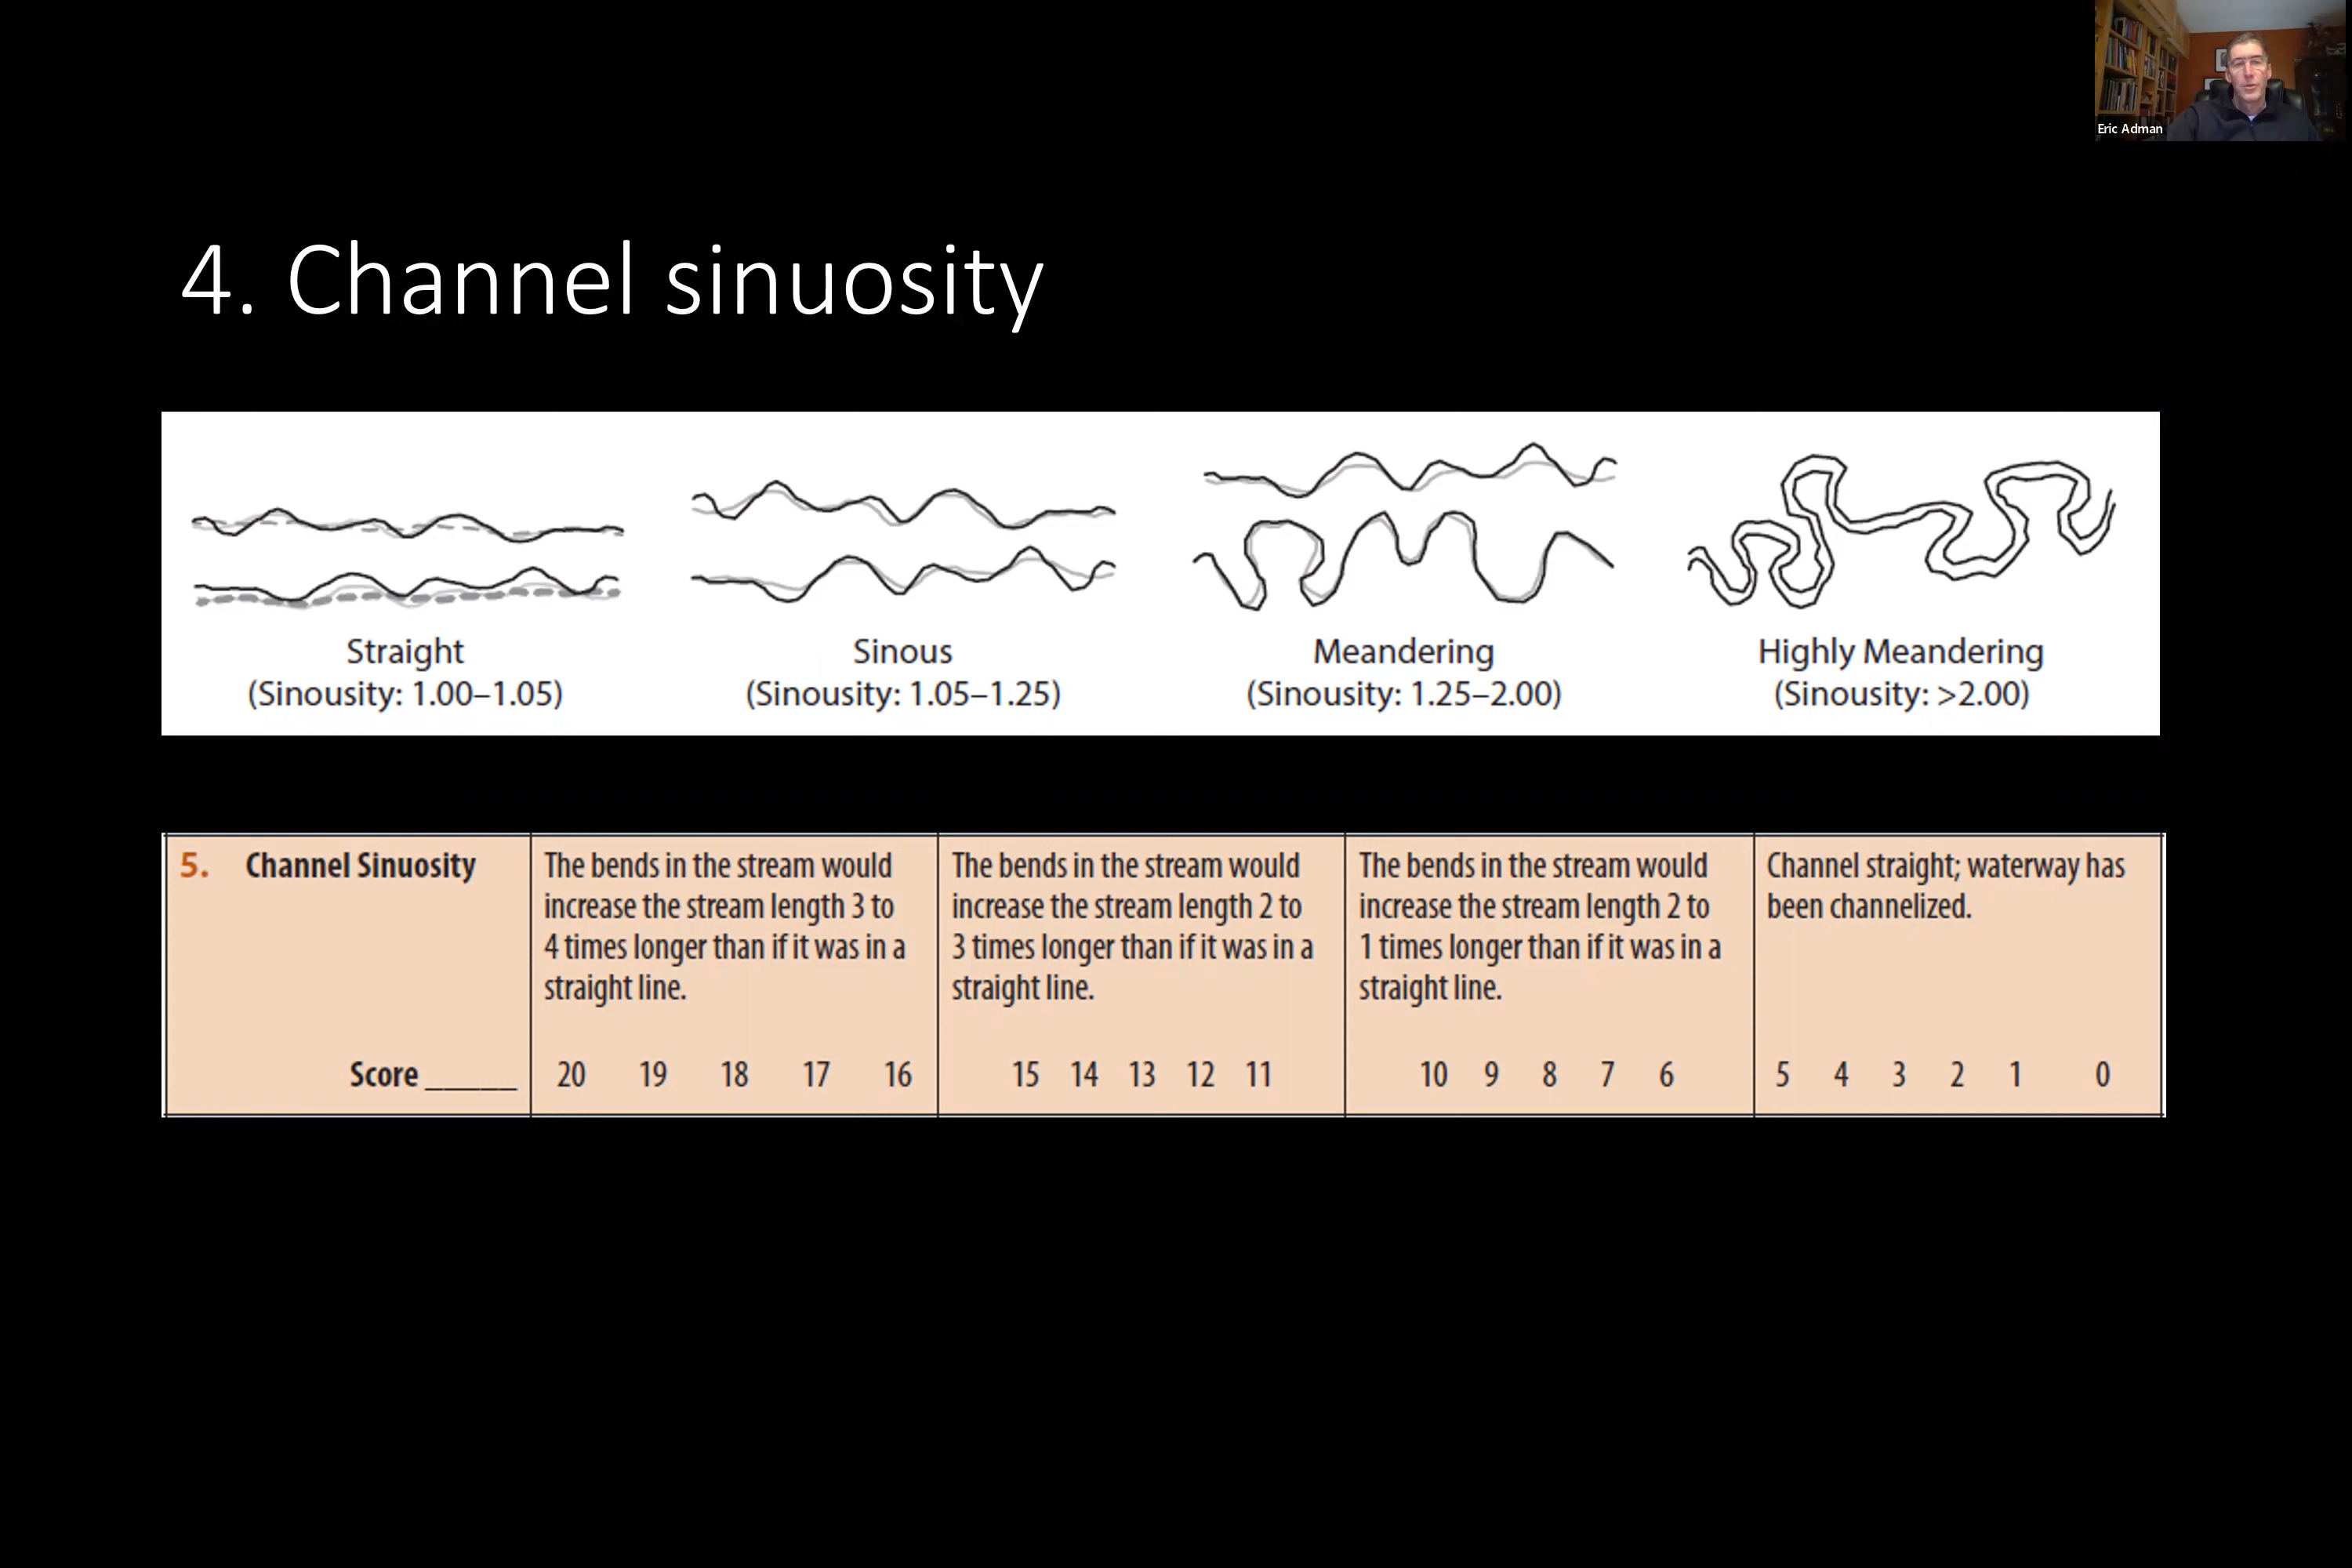 Eric Adman
4. Channel sinuosity
Straight
(Sinousity: 1.00–1.05)
Sinous
(Sinousity: 1.05–1.25)
Meandering
(Sinousity: 1.25–2.00)
Highly Meandering
(Sinousity: >2.00)
5. Channel Sinuosity
Score _____
The bends in the stream would
increase the stream length 3 to
4 times longer than if it was in a
straight line.
20 19 18 17 16
The bends in the stream would
increase the stream length 2 to
3 times longer than if it was in a
straight line.
15 14 13 12 11
The bends in the stream would
increase the stream length 2 to
1 times longer than if it was in a
straight line.
10 9 8 7 6
Channel straight; waterway has
been channelized.
5 4 3 2 1 0